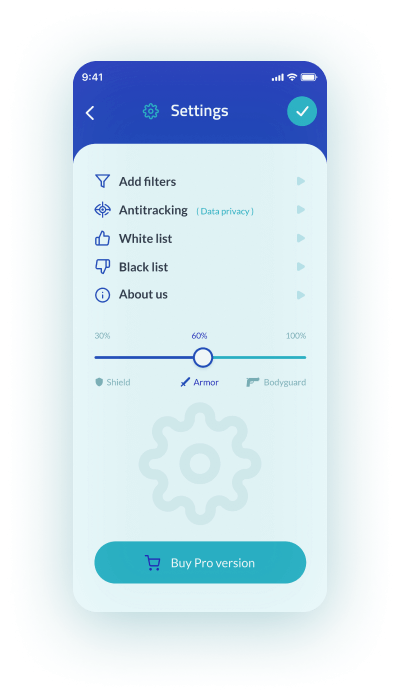 9:41
Settings
Add filters
Antitracking ( Data privacy )
White list
Black list
About us
30% 60% 100%
Shield Armor Bodyguard
Buy Pro version